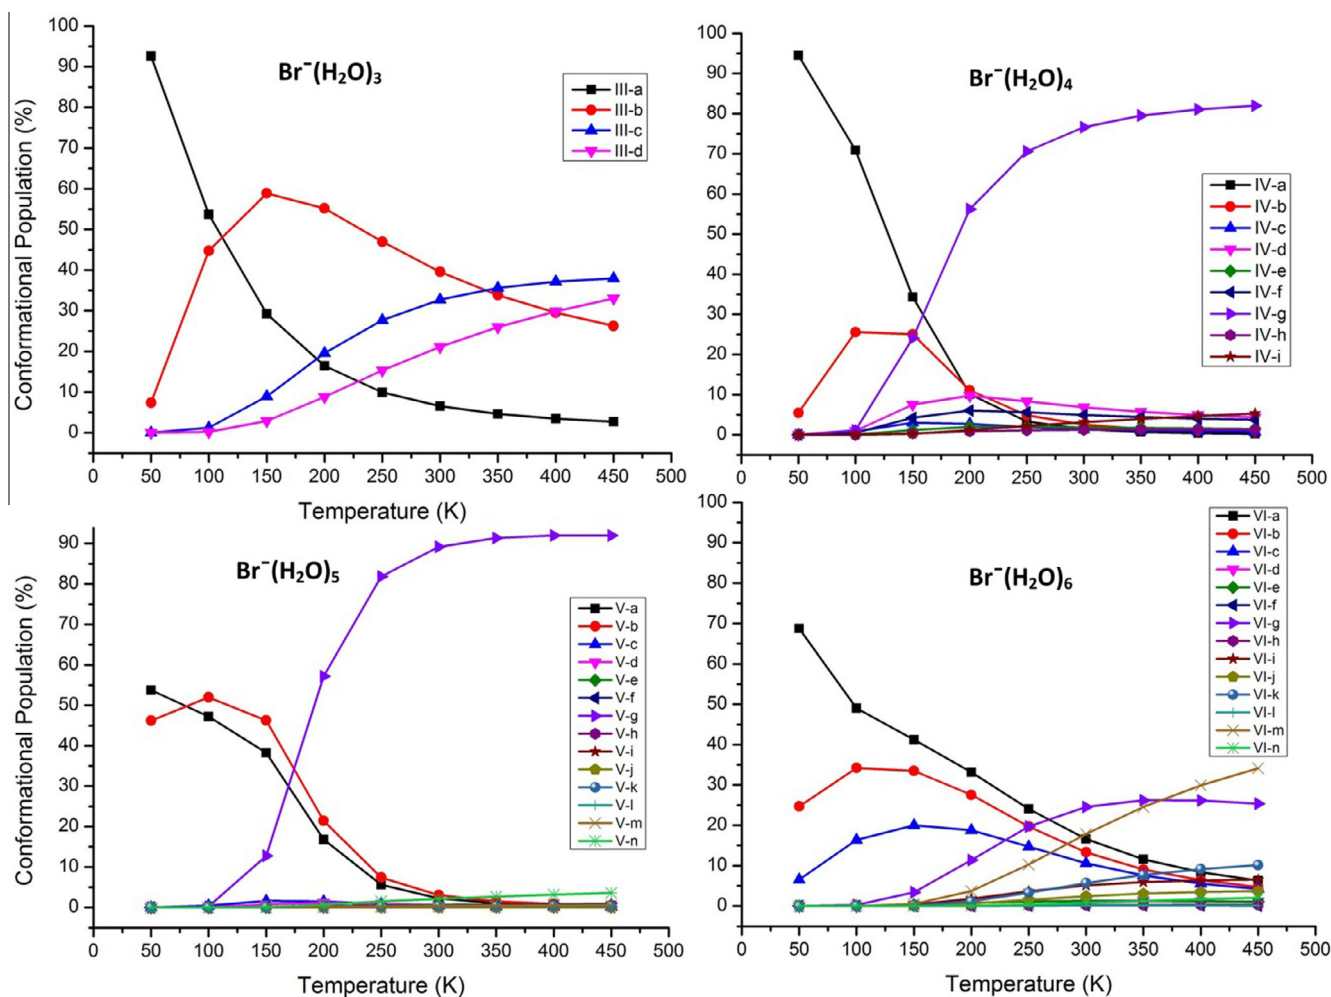 Br⁻(H₂O)₃
Conformational Population (%)
100
90
80
70
60
50
40
30
20
10
0
III-a
III-b
III-c
III-d
0 50 100 150 200 250 300 350 400 450 500
Temperature (K)
Br⁻(H₂O)₄
Conformational Population (%)
100
90
80
70
60
50
40
30
20
10
0
IV-a
IV-b
IV-c
IV-d
IV-e
IV-f
IV-g
IV-h
IV-i
0 50 100 150 200 250 300 350 400 450 500
Temperature (K)
Br⁻(H₂O)₅
Conformational Population (%)
90
80
70
60
50
40
30
20
10
0
V-a
V-b
V-c
V-d
V-e
V-f
V-g
V-h
V-i
V-j
V-k
V-l
V-m
V-n
0 50 100 150 200 250 300 350 400 450 500
Temperature (K)
Br⁻(H₂O)₆
Conformational Population (%)
100
90
80
70
60
50
40
30
20
10
0
VI-a
VI-b
VI-c
VI-d
VI-e
VI-f
VI-g
VI-h
VI-i
VI-j
VI-k
VI-l
VI-m
VI-n
0 50 100 150 200 250 300 350 400 450 500
Temperature (K)